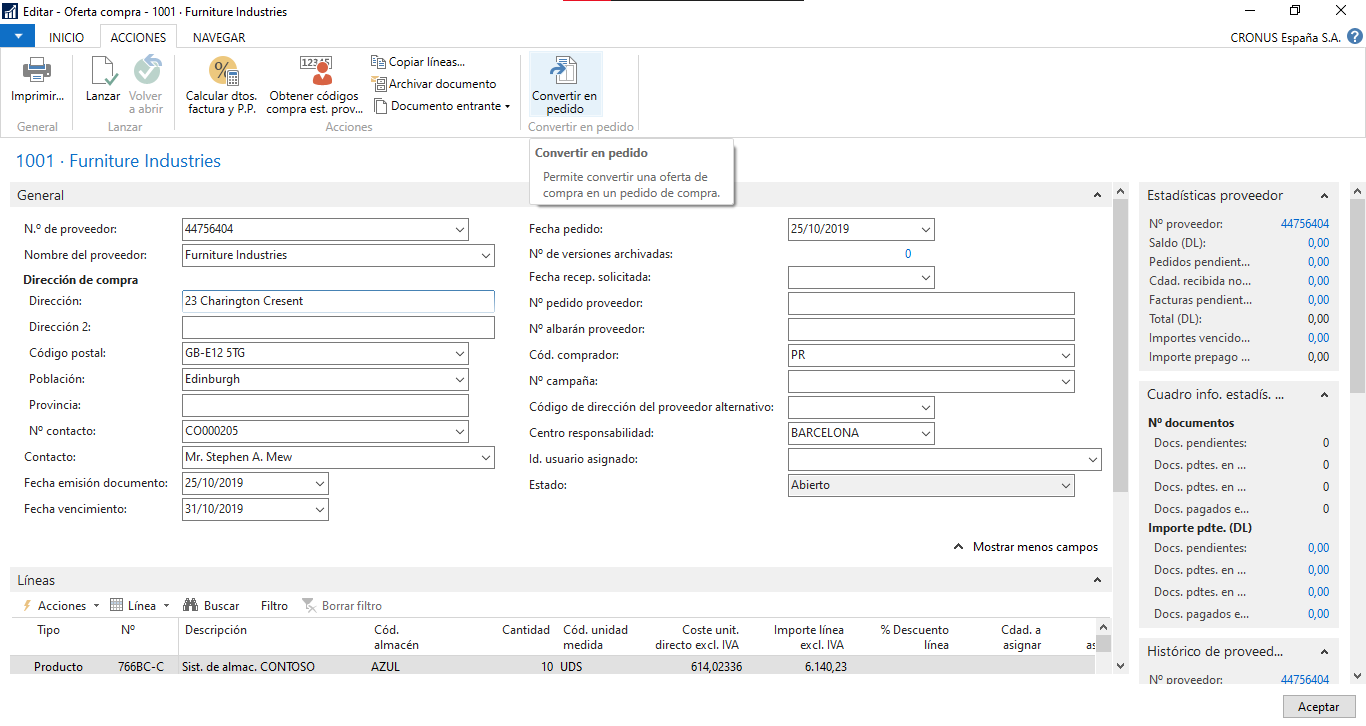 Editar - Oferta compra - 1001 · Furniture Industries
INICIO ACCIONES NAVEGAR
CRONUS España S.A.
Imprimir...
General
Lanzar
Volver
a abrir
Lanzar
Calcular dtos.
factura y P.P.
Obtener códigos
compra est. prov...
Copiar líneas...
Archivar documento
Documento entrante
Acciones
Convertir en
pedido
Convertir en pedido
Convertir en pedido
Permite convertir una oferta de
compra en un pedido de compra.
1001 · Furniture Industries
General
N.º de proveedor: 44756404
Nombre del proveedor: Furniture Industries
Dirección de compra
Dirección: 23 Charington Cresent
Dirección 2:
Código postal: GB-E12 5TG
Población: Edinburgh
Provincia:
Nº contacto: CO000205
Contacto: Mr. Stephen A. Mew
Fecha emisión documento: 25/10/2019
Fecha vencimiento: 31/10/2019
Fecha pedido: 25/10/2019
Nº de versiones archivadas: 0
Fecha recep. solicitada:
Nº pedido proveedor:
Nº albarán proveedor:
Cód. comprador: PR
Nº campaña:
Código de dirección del proveedor alternativo:
Centro responsabilidad: BARCELONA
Id. usuario asignado:
Estado: Abierto
Mostrar menos campos
Líneas
Acciones Línea Buscar Filtro Borrar filtro
Tipo Nº Descripción Cód. almacén Cantidad Cód. unidad medida Coste unit. directo excl. IVA Importe línea excl. IVA % Descuento línea Cdad. a asignar as
Producto 766BC-C Sist. de almac. CONTOSO AZUL 10 UDS 614,02336 6.140,23
Estadísticas proveedor
Nº proveedor: 44756404
Saldo (DL): 0,00
Pedidos pendient... 0,00
Cdad. recibida no... 0,00
Facturas pendient... 0,00
Total (DL): 0,00
Importes vencido... 0,00
Importe prepago ... 0,00
Cuadro info. estadís. ...
Nº documentos
Docs. pendientes: 0
Docs. pdtes. en ... 0
Docs. pdtes. en ... 0
Docs. pagados e... 0
Importe pdte. (DL)
Docs. pendientes: 0,00
Docs. pdtes. en ... 0,00
Docs. pdtes. en ... 0,00
Docs. pagados e... 0,00
Histórico de proveed...
Nº proveedor: 44756404
Aceptar